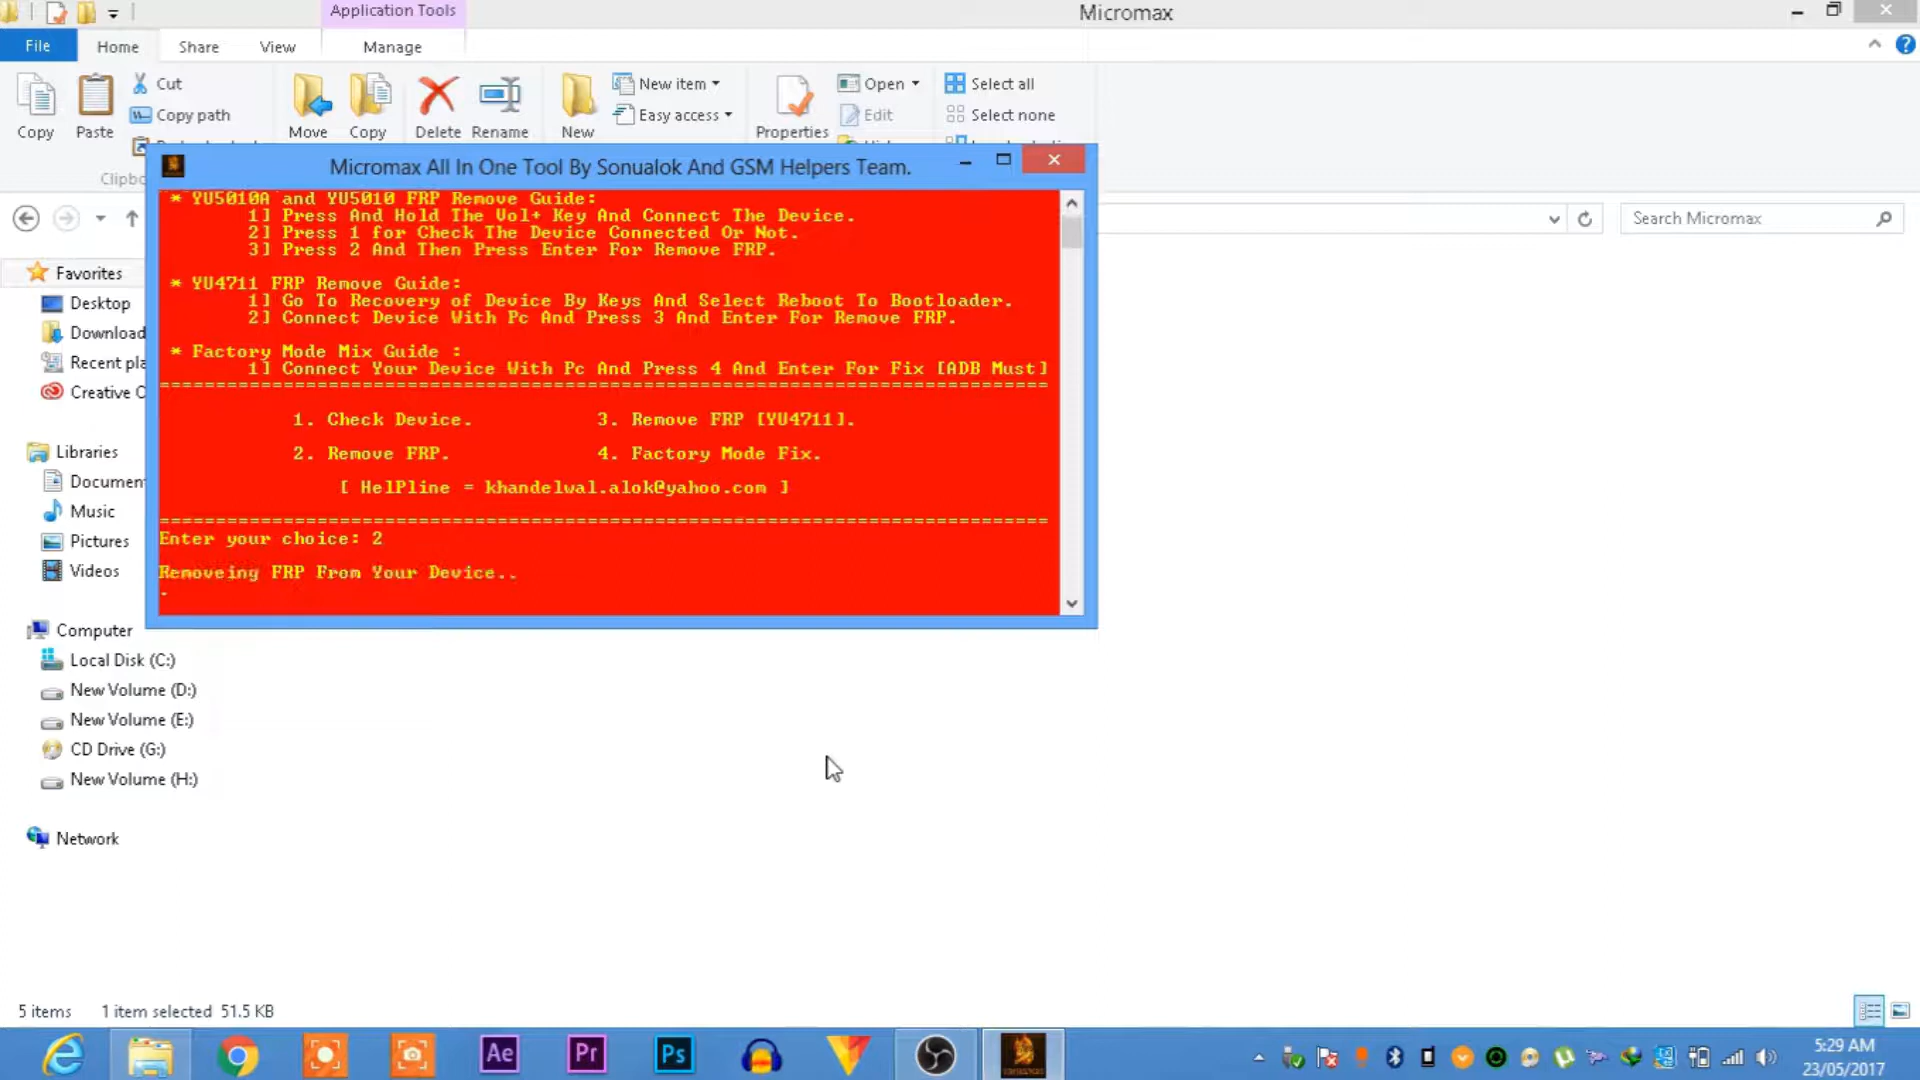 Application Tools
Micromax
File
Home
Share
View
Manage
Copy
Paste
Cut
Copy path
Move
Copy
Delete
Rename
New
New item
Easy access
Properties
Open
Edit
Select all
Select none
Micromax All In One Tool By Sonualok And GSM Helpers Team.
* YU5010A and YU5010 FRP Remove Guide:
1] Press And Hold The Vol+ Key And Connect The Device.
2] Press 1 for Check The Device Connected Or Not.
3] Press 2 And Then Press Enter For Remove FRP.
* YU4711 FRP Remove Guide:
1] Go To Recovery of Device By Keys And Select Reboot To Bootloader.
2] Connect Device With Pc And Press 3 And Enter For Remove FRP.
* Factory Mode Mix Guide :
1] Connect Your Device With Pc And Press 4 And Enter For Fix [ADB Must]
===============================================================================
1. Check Device. 3. Remove FRP [YU4711].
2. Remove FRP. 4. Factory Mode Fix.
[ HelPline = khandelwal.alok@yahoo.com ]
===============================================================================
Enter your choice: 2
Removeing FRP From Your Device..
Search Micromax
Favorites
Desktop
Download
Recent pla
Creative C
Libraries
Documen
Music
Pictures
Videos
Computer
Local Disk (C:)
New Volume (D:)
New Volume (E:)
CD Drive (G:)
New Volume (H:)
Network
5 items 1 item selected 51.5 KB
Ae
Pr
Ps
5:29 AM
23/05/2017